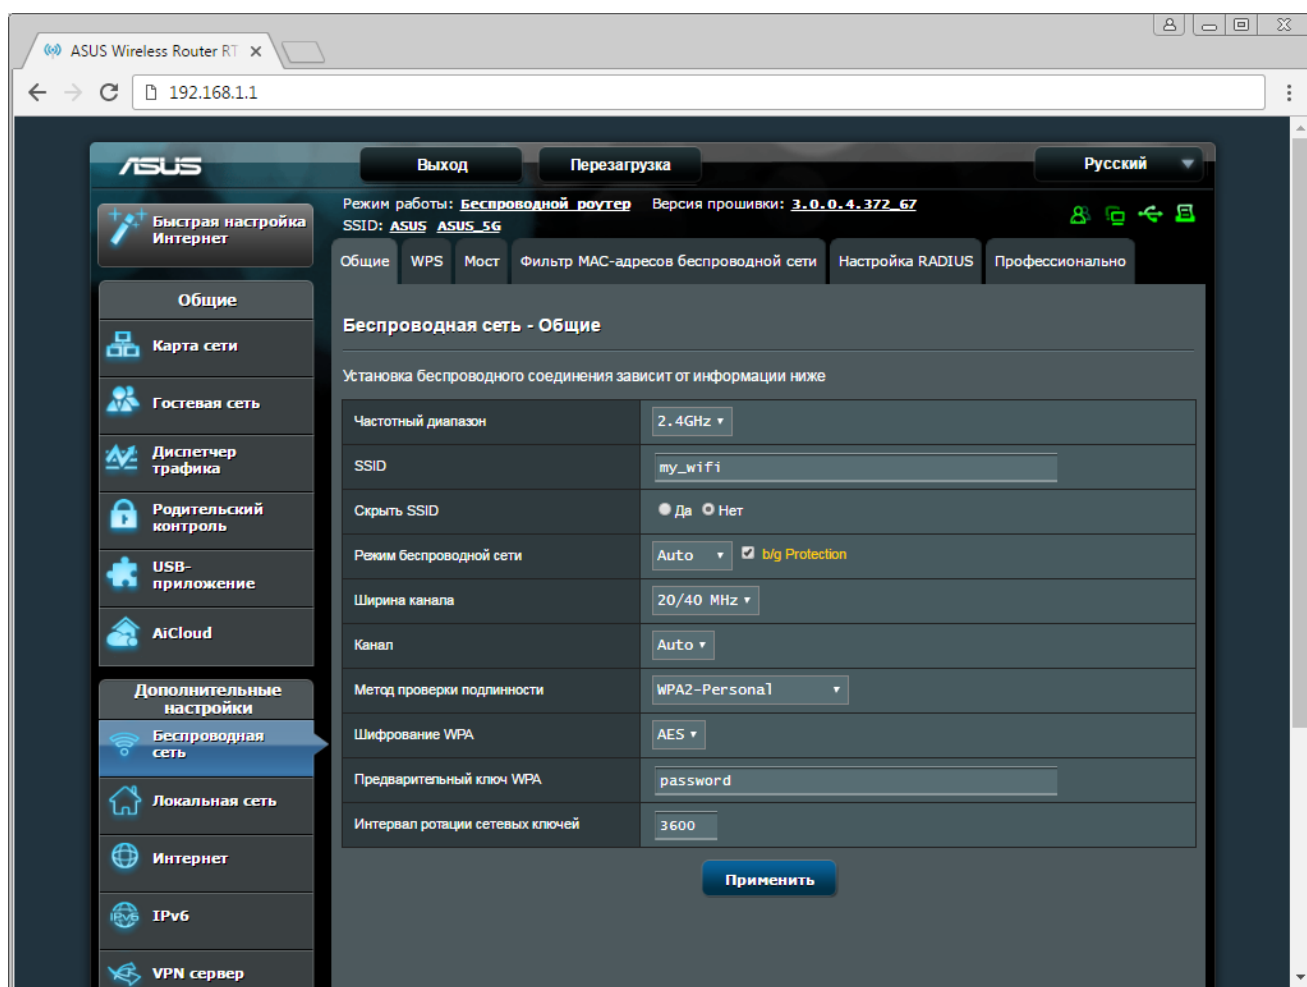 ASUS Wireless Router RT
192.168.1.1
ASUS
Выход
Перезагрузка
Русский
Режим работы: Беспроводной роутер Версия прошивки: 3.0.0.4.372_67
SSID: ASUS ASUS_5G
Быстрая настройка
Интернет
Общие
WPS
Мост
Фильтр MAC-адресов беспроводной сети
Настройка RADIUS
Профессионально
Общие
Карта сети
Гостевая сеть
Диспетчер
трафика
Родительский
контроль
USB-
приложение
AiCloud
Дополнительные
настройки
Беспроводная
сеть
Локальная сеть
Интернет
IPv6
VPN сервер
Беспроводная сеть - Общие
Установка беспроводного соединения зависит от информации ниже
Частотный диапазон 2.4GHz
SSID my_wifi
Скрыть SSID Да Нет
Режим беспроводной сети Auto b/g Protection
Ширина канала 20/40 MHz
Канал Auto
Метод проверки подлинности WPA2-Personal
Шифрование WPA AES
Предварительный ключ WPA password
Интервал ротации сетевых ключей 3600
Применить